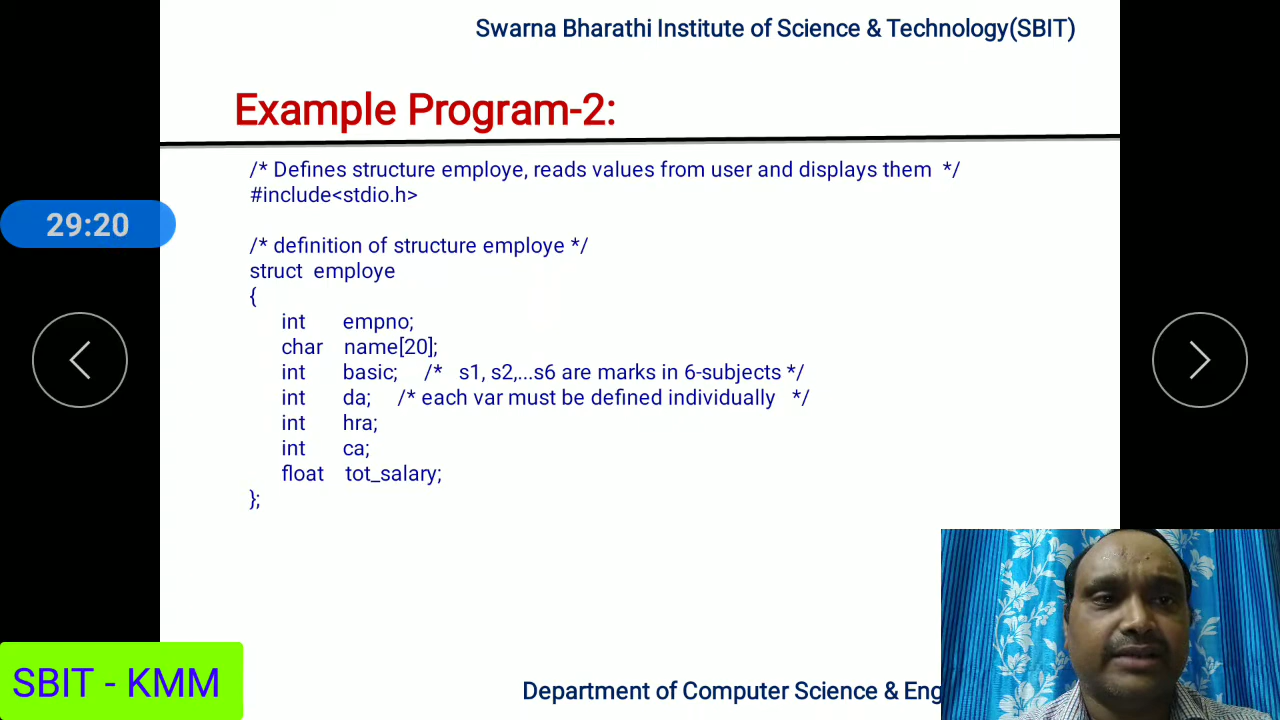 Swarna Bharathi Institute of Science & Technology(SBIT)
Example Program-2:
/* Defines structure employe, reads values from user and displays them */
#include<stdio.h>
29:20
/* definition of structure employe */
struct employe
{
int empno;
char name[20];
int basic; /* s1, s2,...s6 are marks in 6-subjects */
int da; /* each var must be defined individually */
int hra;
int ca;
float tot_salary;
};
SBIT - KMM
Department of Computer Science & Eng